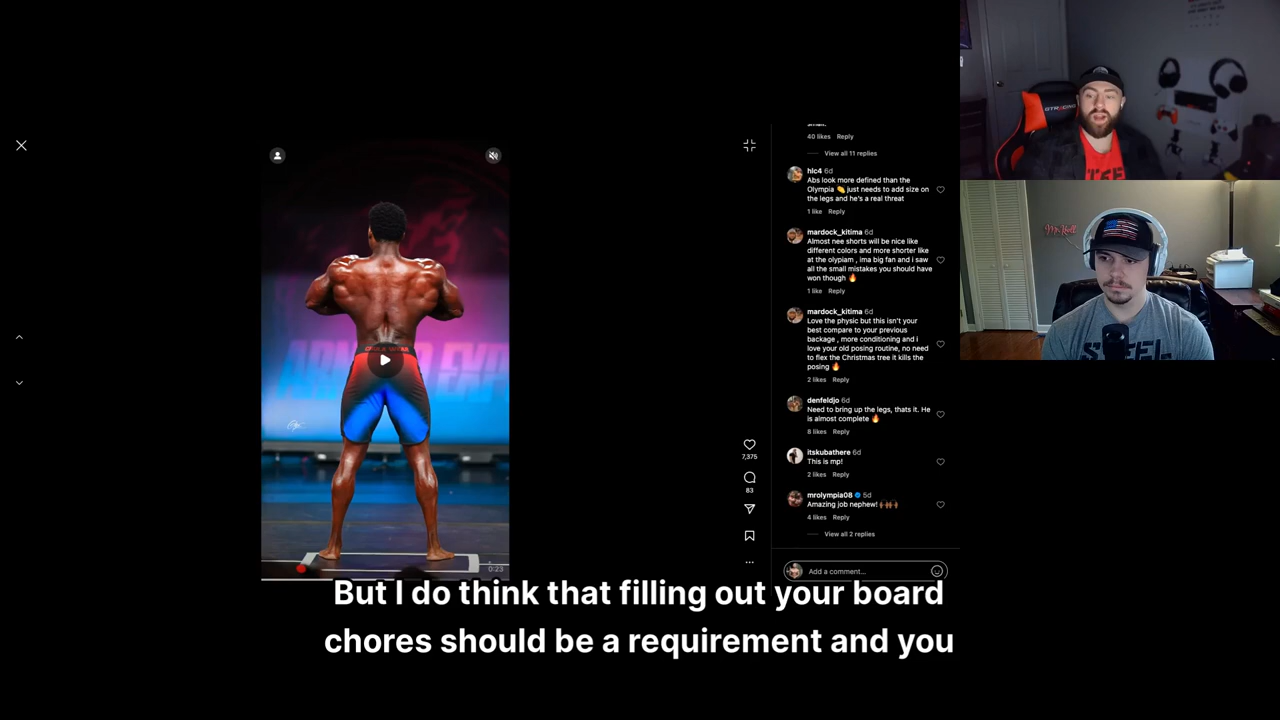 small.
40 likes Reply
View all 11 replies
hlc4 6d
Abs look more defined than the
Olympia 👏 just needs to add size on
the legs and he's a real threat
1 like Reply
mardock_kitima 6d
Almost nee shorts will be nice like
different colors and more shorter like
at the olypiam , ima big fan and i saw
all the small mistakes you should have
won though 🔥
1 like Reply
mardock_kitima 6d
Love the physic but this isn't your
best compare to your previous
backage , more conditioning and i
love your old posing routine, no need
to flex the Christmas tree it kills the
posing 🔥
2 likes Reply
denfeldjo 6d
Need to bring up the legs, thats it. He
is almost complete 🔥
8 likes Reply
itskubathere 6d
This is mp!
2 likes Reply
mrolympia08 5d
Amazing job nephew! 🙌🏾🙌🏾
4 likes Reply
View all 2 replies
Add a comment...
7,375
83
0:23
GTRACING
STEEL
But I do think that filling out your board
chores should be a requirement and you